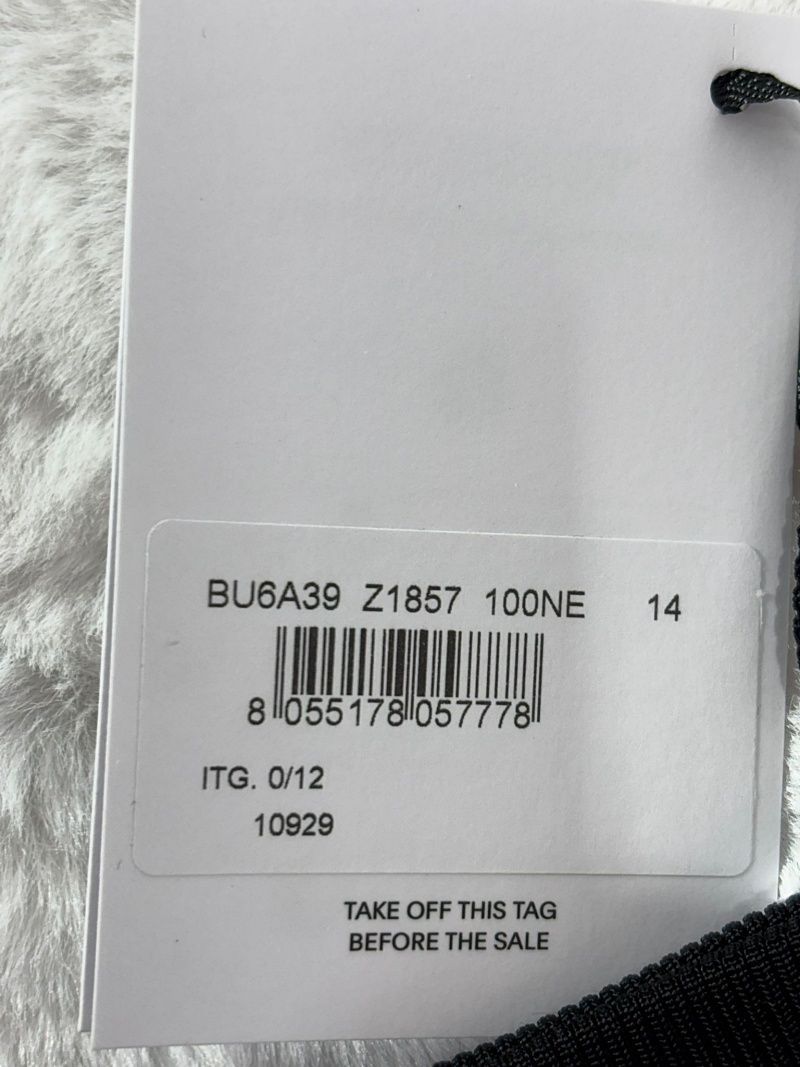 BU6A39 Z1857 100NE 14
8 055178 057778
ITG. 0/12
10929
TAKE OFF THIS TAG
BEFORE THE SALE